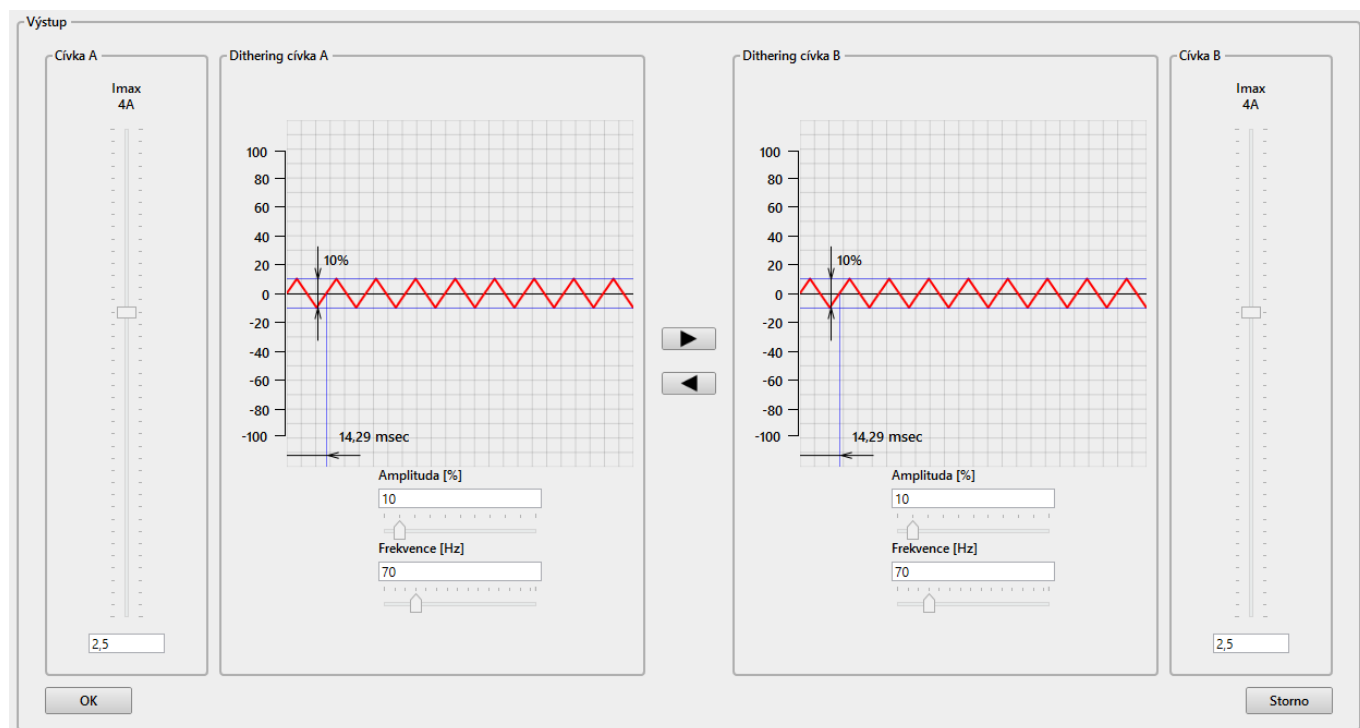 Výstup
Cívka A
Imax
4A
2,5
Dithering cívka A
100
80
60
40
20
0
-20
-40
-60
-80
-100
10%
14,29 msec
Amplituda [%]
10
Frekvence [Hz]
70
Dithering cívka B
100
80
60
40
20
0
-20
-40
-60
-80
-100
10%
14,29 msec
Amplituda [%]
10
Frekvence [Hz]
70
Cívka B
Imax
4A
2,5
OK
Storno